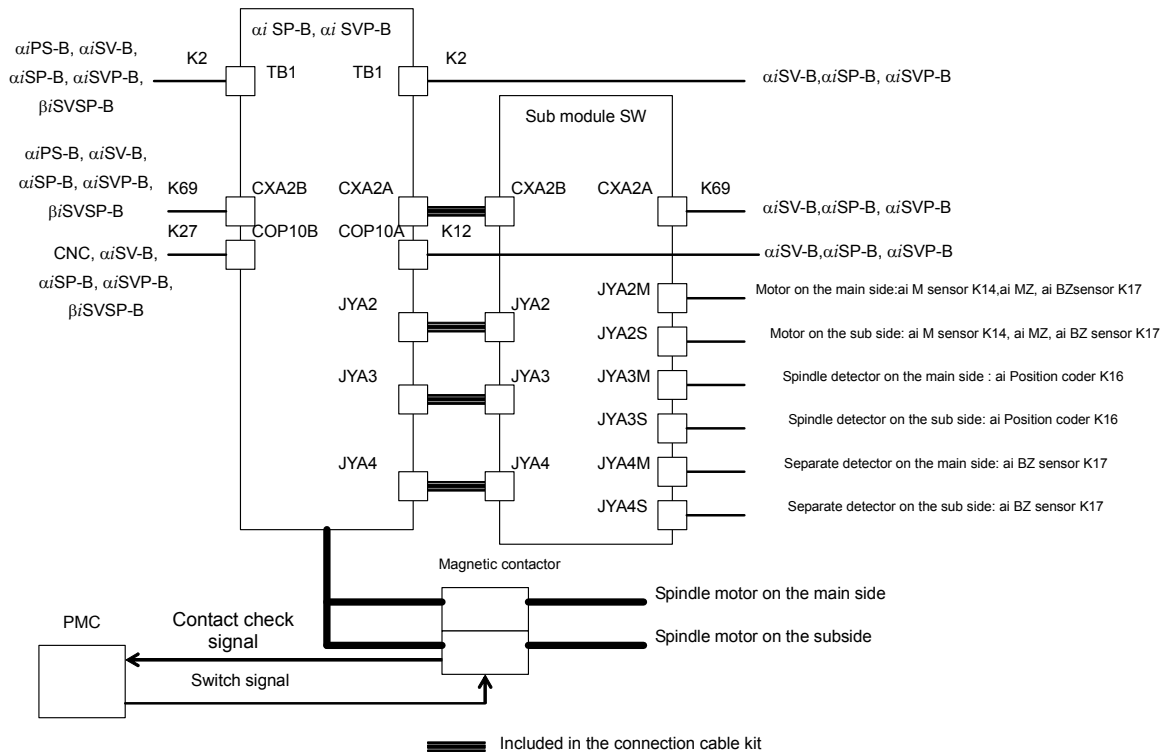 αi SP-B, αi SVP-B
αiPS-B, αiSV-B,
αiSP-B, αiSVP-B,
βiSVSP-B
K2
TB1
TB1
K2
αiSV-B,αiSP-B, αiSVP-B
Sub module SW
αiPS-B, αiSV-B,
αiSP-B, αiSVP-B,
βiSVSP-B
K69
CXA2B
CXA2A
CXA2B
CXA2A
K69
αiSV-B,αiSP-B, αiSVP-B
K27
COP10B
COP10A
K12
αiSV-B,αiSP-B, αiSVP-B
CNC, αiSV-B,
αiSP-B, αiSVP-B,
βiSVSP-B
JYA2M
Motor on the main side:ai M sensor K14,ai MZ, ai BZsensor K17
JYA2
JYA2
JYA2S
Motor on the sub side: ai M sensor K14, ai MZ, ai BZ sensor K17
JYA3
JYA3
JYA3M
Spindle detector on the main side : ai Position coder K16
JYA3S
Spindle detector on the sub side: ai Position coder K16
JYA4
JYA4
JYA4M
Separate detector on the main side: ai BZ sensor K17
JYA4S
Separate detector on the sub side: ai BZ sensor K17
Magnetic contactor
Spindle motor on the main side
Spindle motor on the subside
PMC
Contact check
signal
Switch signal
Included in the connection cable kit